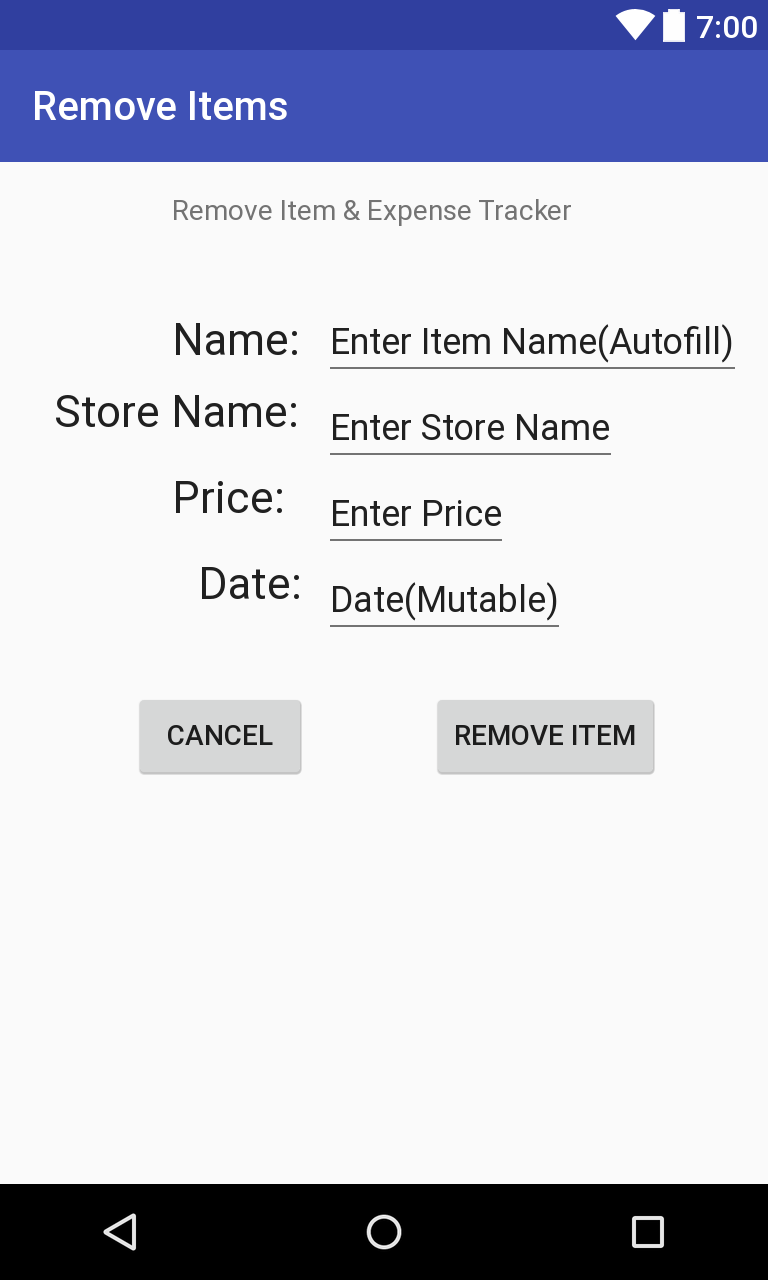 7:00
Remove Items
Remove Item & Expense Tracker
Name: Enter Item Name(Autofill)
Store Name: Enter Store Name
Price: Enter Price
Date: Date(Mutable)
CANCEL REMOVE ITEM